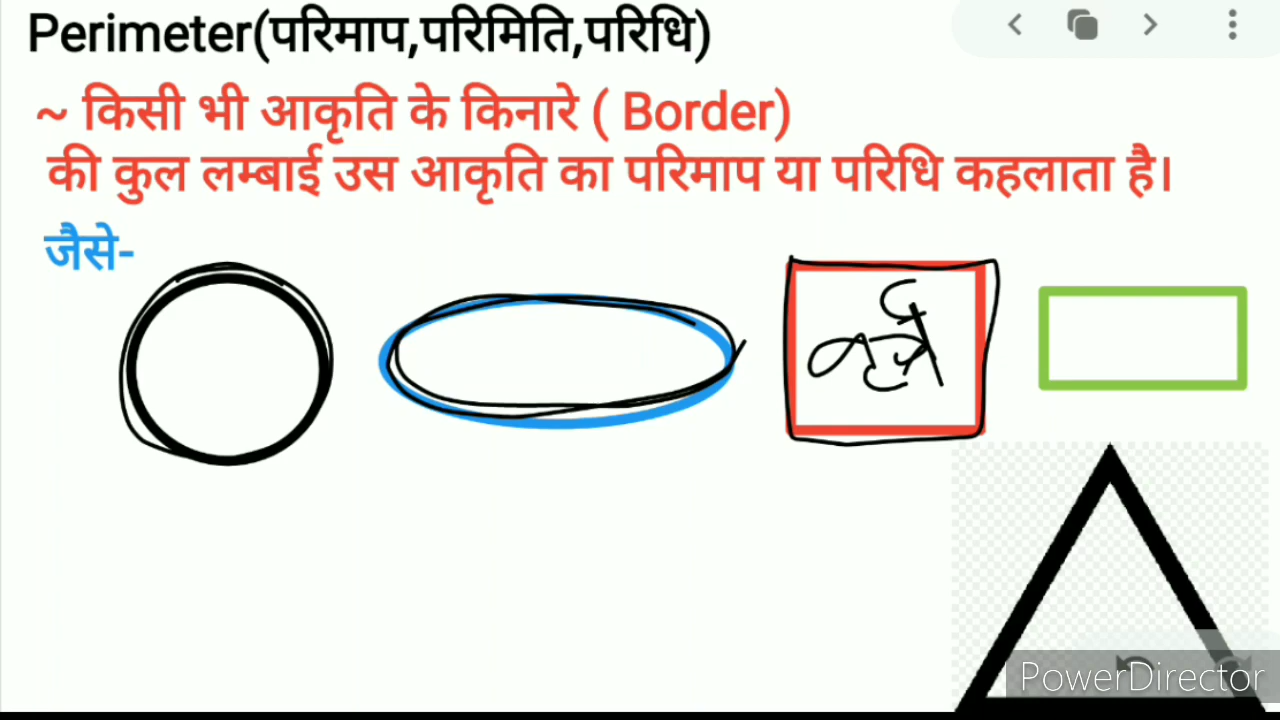 Perimeter(परिमाप,परिमिति,परिधि)
~ किसी भी आकृति के किनारे ( Border)
की कुल लम्बाई उस आकृति का परिमाप या परिधि कहलाता है।
जैसे-
PowerDirector